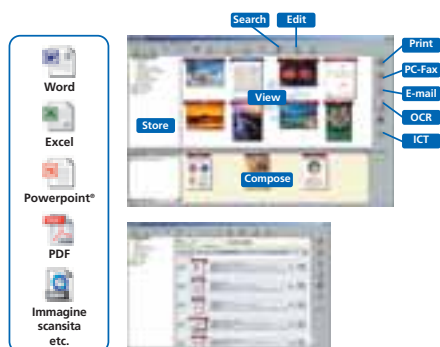 Search
Edit
Print
PC-Fax
E-mail
OCR
ICT
View
Store
Compose
Word
Excel
Powerpoint®
PDF
Immagine
scansita
etc.